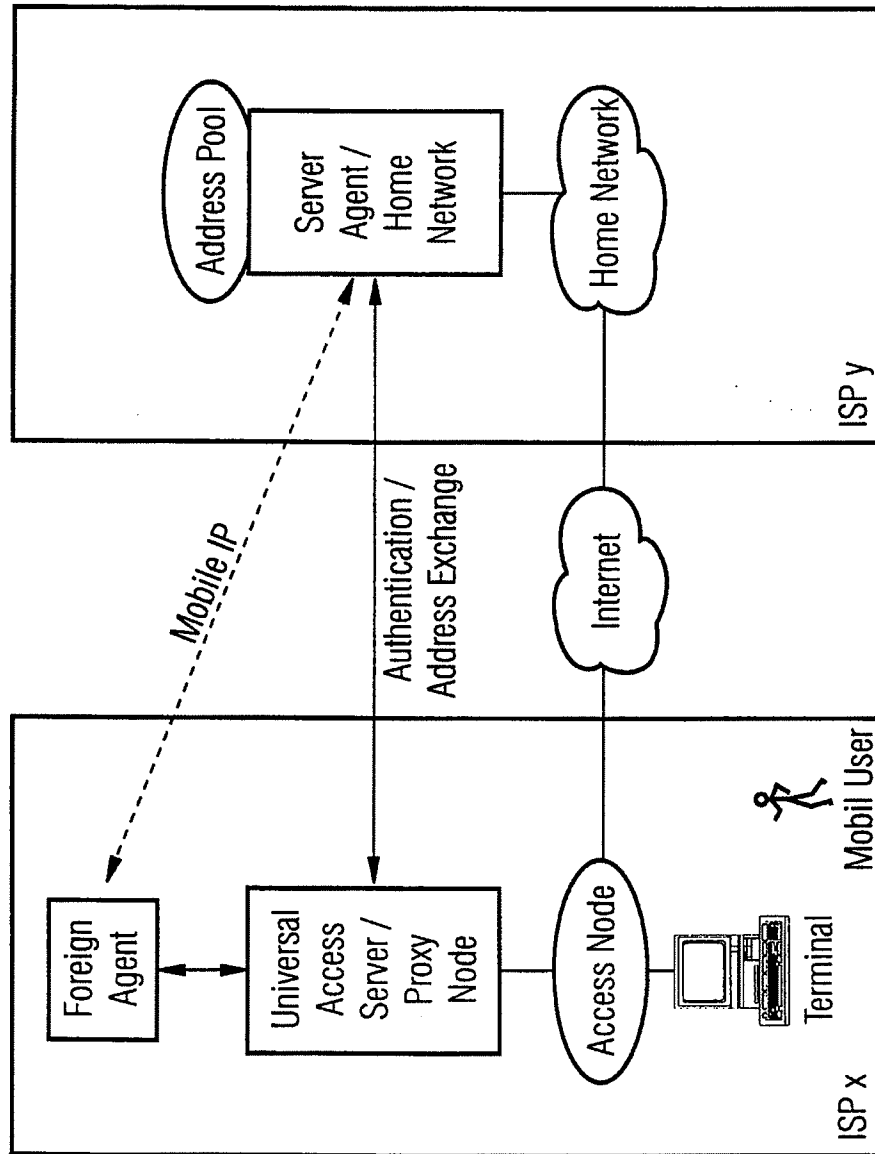 Foreign
Agent
Mobile IP
Address Pool
Universal
Access
Server /
Proxy
Node
Authentication /
Address Exchange
Server
Agent /
Home
Network
Access Node
Internet
Home Network
Terminal
Mobil User
ISP x
ISP y